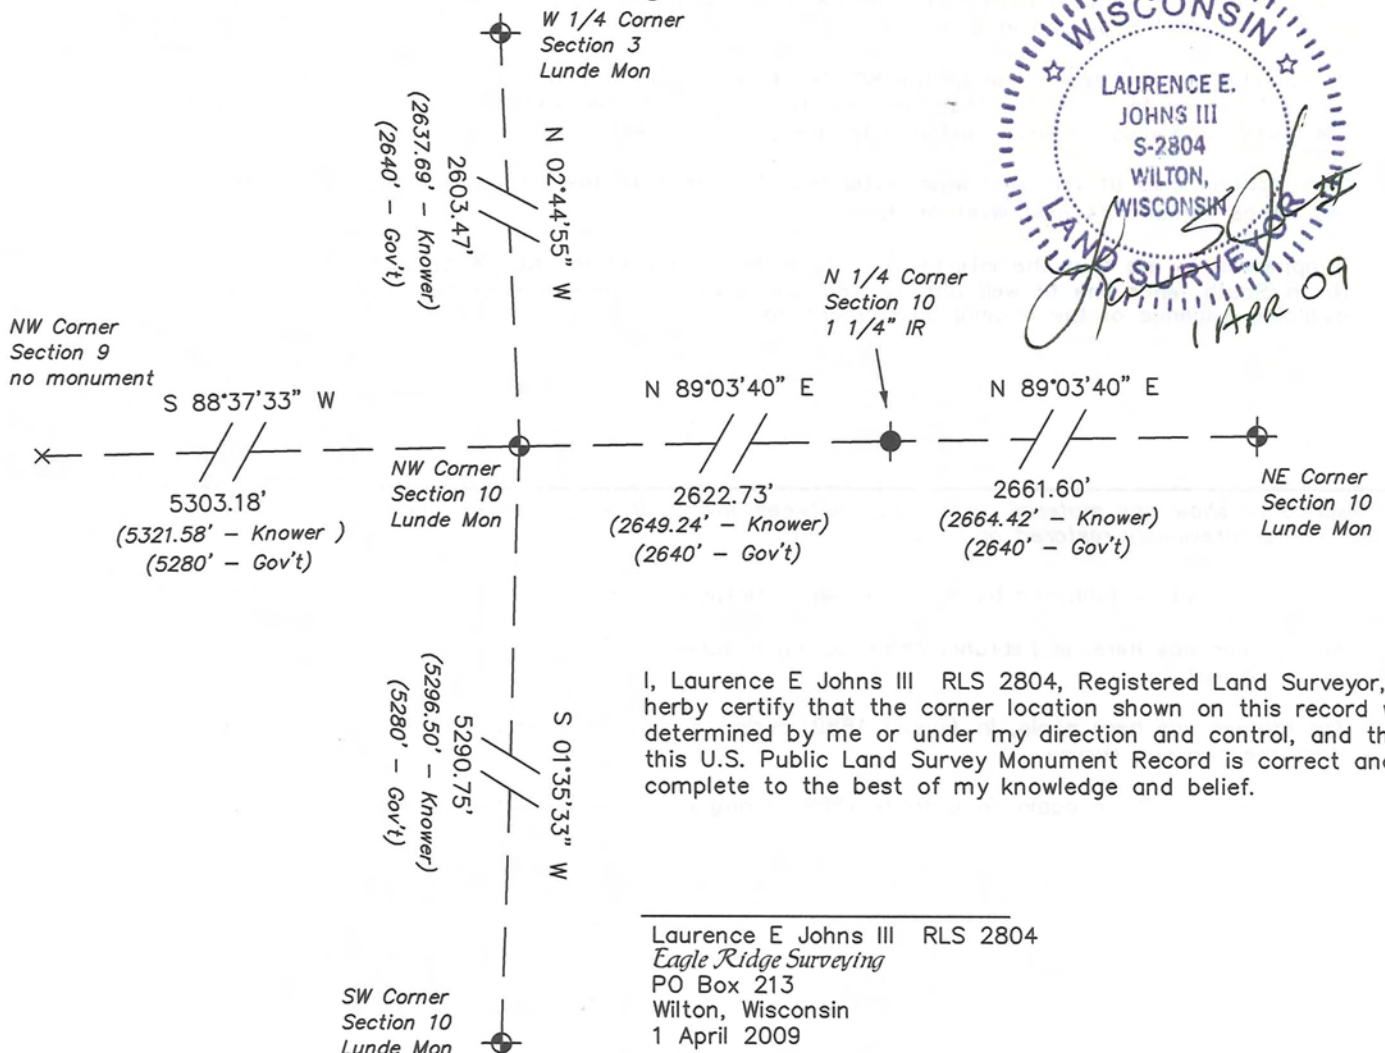 W 1/4 Corner
Section 3
Lunde Mon
WISCONSIN
LAURENCE E.
JOHNS III
S-2804
WILTON,
WISCONSIN
LAND SURVEYOR
1 APR 09
N 02°44'55" W
2603.47'
(2637.69' – Knower)
(2640' – Gov't)
N 1/4 Corner
Section 10
1 1/4" IR
NW Corner
Section 9
no monument
S 88°37'33" W
N 89°03'40" E
N 89°03'40" E
NW Corner
Section 10
Lunde Mon
NE Corner
Section 10
Lunde Mon
5303.18'
(5321.58' – Knower )
(5280' – Gov't)
2622.73'
(2649.24' – Knower)
(2640' – Gov't)
2661.60'
(2664.42' – Knower)
(2640' – Gov't)
S 01°35'33" W
5290.75'
(5296.50' – Knower)
(5280' – Gov't)
I, Laurence E Johns III RLS 2804, Registered Land Surveyor,
herby certify that the corner location shown on this record
determined by me or under my direction and control, and
this U.S. Public Land Survey Monument Record is correct
complete to the best of my knowledge and belief.
Laurence E Johns III RLS 2804
Eagle Ridge Surveying
PO Box 213
Wilton, Wisconsin
1 April 2009
SW Corner
Section 10
Lunde Mon